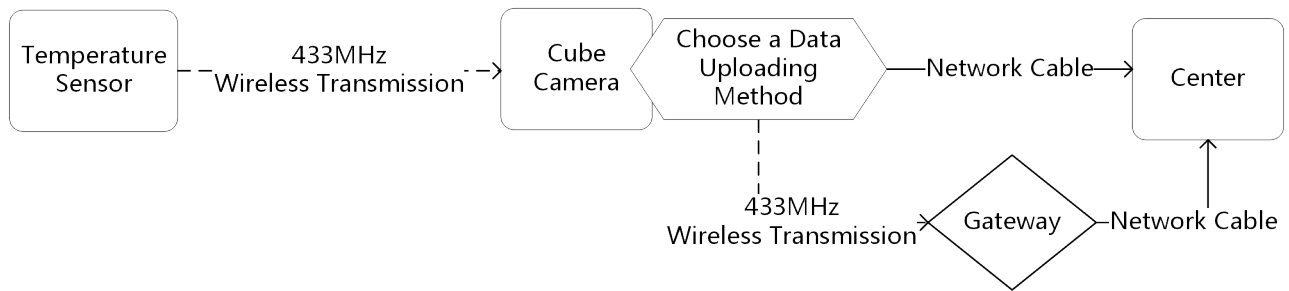 Temperature
Sensor
433MHz
Wireless Transmission
Cube
Camera
Choose a Data
Uploading
Method
Network Cable
Center
433MHz
Wireless Transmission
Gateway
Network Cable